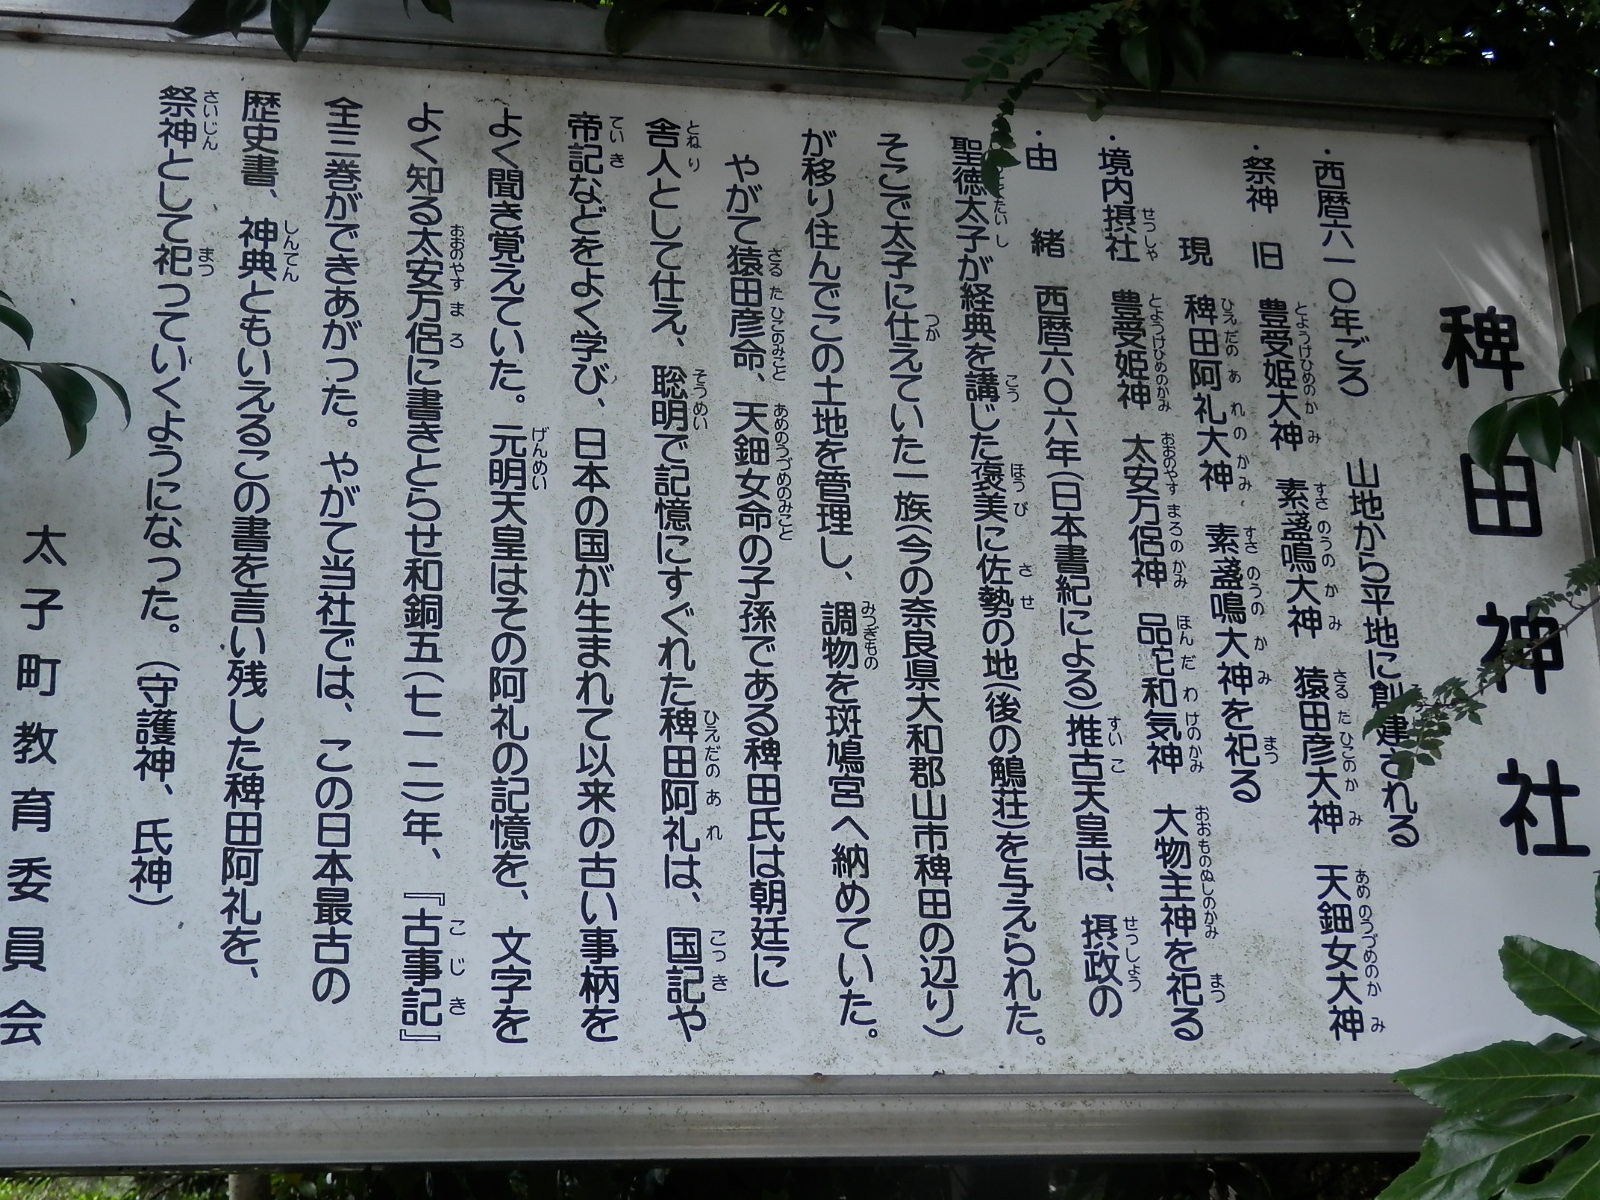 稗田神社
・西暦六一〇年ごろ 山地から平地に創建される
・祭神 旧 豊受姫大神 素盞嗚大神 猿田彦大神 天鈿女大神
現 稗田阿礼大神 素盞嗚大神を祀る
・境内摂社 豊受姫神 太安万侶神 品陀和気神 大物主神を祀る
・由緒 西暦六〇六年(日本書紀による)推古天皇は、摂政の
聖徳太子が経典を講じた褒美に佐勢の地(後の鵤荘)を与えられた。
そこで太子に仕えていた一族(今の奈良県大和郡山市稗田の辺り)
が移り住んでこの土地を管理し、調物を斑鳩宮へ納めていた。
やがて猿田彦命、天鈿女命の子孫である稗田氏は朝廷に
舎人として仕え、聡明で記憶にすぐれた稗田阿礼は、国記や
帝記などをよく学び、日本の国が生まれて以来の古い事柄を
よく聞き覚えていた。元明天皇はその阿礼の記憶を、文字を
よく知る太安万侶に書きとらせ和銅五(七一二)年、『古事記』
全三巻ができあがった。やがて当社では、この日本最古の
歴史書、神典ともいえるこの書を言い残した稗田阿礼を、
祭神として祀っていくようになった。(守護神、氏神)
太子町教育委員会